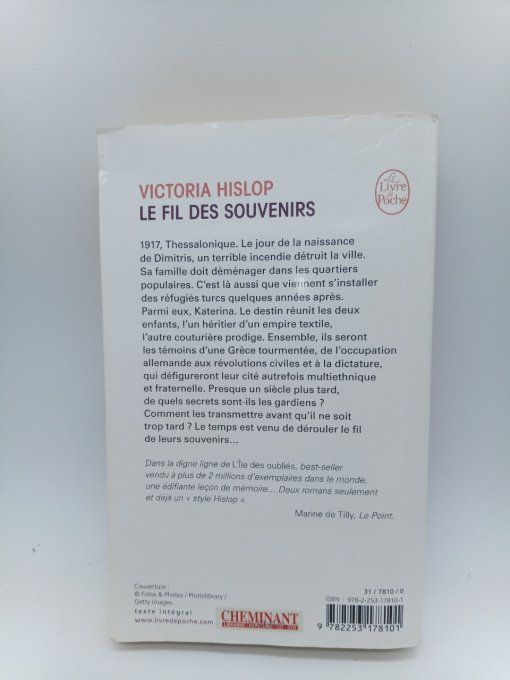 VICTORIA HISLOP
LE FIL DES SOUVENIRS
Le
Livre
de
Poche
1917, Thessalonique. Le jour de la naissance
de Dimitris, un terrible incendie détruit la ville.
Sa famille doit déménager dans les quartiers
populaires. C'est là aussi que viennent s'installer
des réfugiés turcs quelques années après.
Parmi eux, Katerina. Le destin réunit les deux
enfants, l'un héritier d'un empire textile,
l'autre couturière prodige. Ensemble, ils seront
les témoins d'une Grèce tourmentée, de l'occupation
allemande aux révolutions civiles et à la dictature,
qui défigureront leur cité autrefois multiethnique
et fraternelle. Presque un siècle plus tard,
de quels secrets sont-ils les gardiens ?
Comment les transmettre avant qu'il ne soit
trop tard ? Le temps est venu de dérouler le fil
de leurs souvenirs...
Dans la digne ligne de L'Île des oubliés, best-seller
vendu à plus de 2 millions d'exemplaires dans le monde,
une édifiante leçon de mémoire... Deux romans seulement
et déjà un « style Hislop ».
Marine de Tilly, Le Point.
Couverture :
© Fotos & Photos / Photolibrary /
Getty Images.
texte intégral
www.livredepoche.com
CHEMINANT
31 / 7810 / 0
ISBN : 978-2-253-17810-1
9 782253 178101